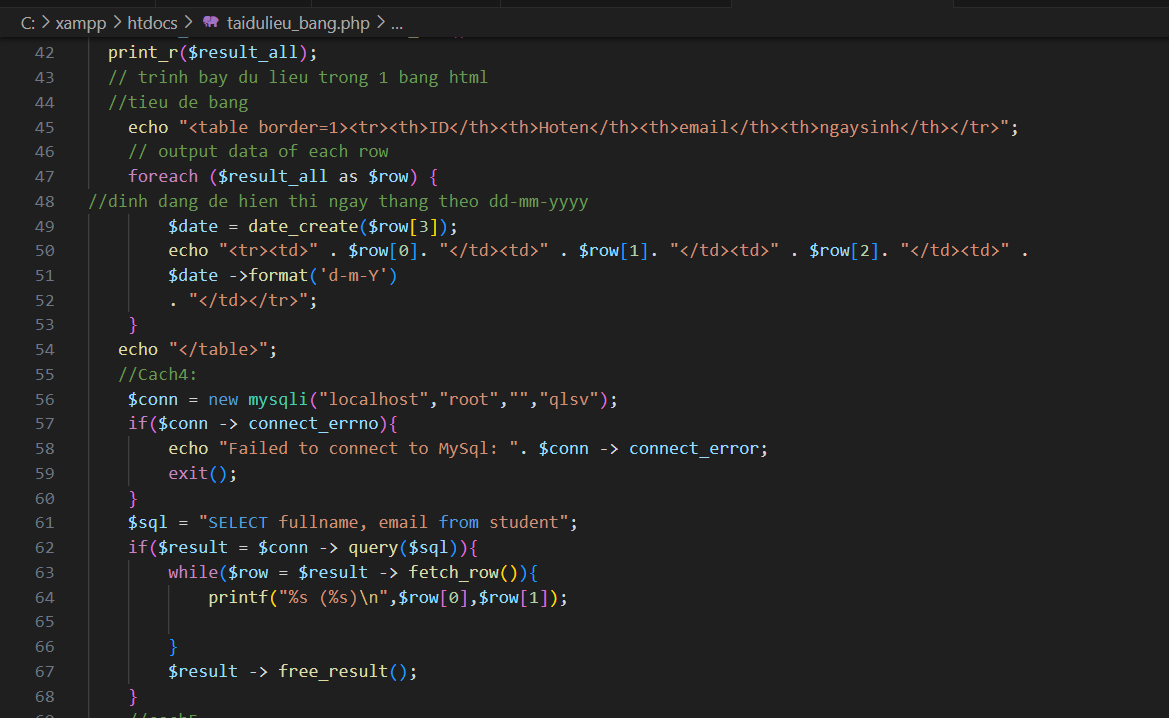 C: > xampp > htdocs > taidulieu_bang.php > ...
42 print_r($result_all);
43 // trinh bay du lieu trong 1 bang html
44 //tieu de bang
45 echo "<table border=1><tr><th>ID</th><th>Hoten</th><th>email</th><th>ngaysinh</th></tr>";
46 // output data of each row
47 foreach ($result_all as $row) {
48 //dinh dang de hien thi ngay thang theo dd-mm-yyyy
49 $date = date_create($row[3]);
50 echo "<tr><td>" . $row[0]. "</td><td>" . $row[1]. "</td><td>" . $row[2]. "</td><td>" .
51 $date ->format('d-m-Y')
52 . "</td></tr>";
53 }
54 echo "</table>";
55 //Cach4:
56 $conn = new mysqli("localhost","root","","qlsv");
57 if($conn -> connect_errno){
58 echo "Failed to connect to MySql: ". $conn -> connect_error;
59 exit();
60 }
61 $sql = "SELECT fullname, email from student";
62 if($result = $conn -> query($sql)){
63 while($row = $result -> fetch_row()){
64 printf("%s (%s)\n",$row[0],$row[1]);
65
66 }
67 $result -> free_result();
68 }